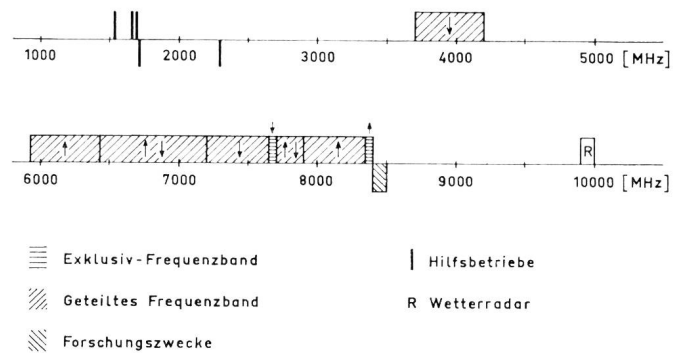 1000 2000 3000 4000 5000 [MHz]
6000 7000 8000 9000 10000 [MHz]
R
Exklusiv-Frequenzband
Geteiltes Frequenzband
Forschungszwecke
Hilfsbetriebe
R Wetterradar